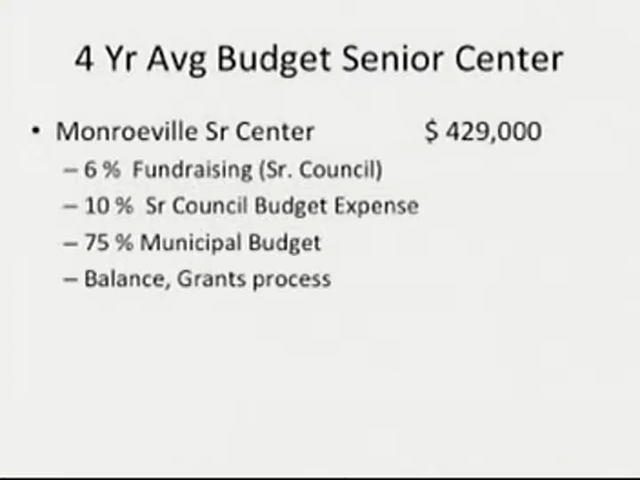 4 Yr Avg Budget Senior Center
• Monroeville Sr Center $ 429,000
– 6 % Fundraising (Sr. Council)
– 10 % Sr Council Budget Expense
– 75 % Municipal Budget
– Balance, Grants process